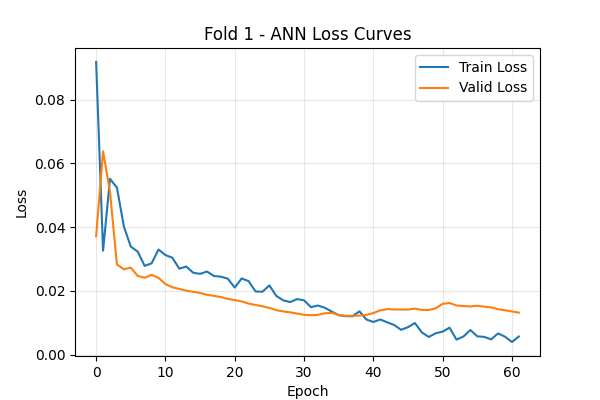 Fold 1 - ANN Loss Curves
Train Loss
Valid Loss
Loss
0.08
0.06
0.04
0.02
0.00
0 10 20 30 40 50 60
Epoch